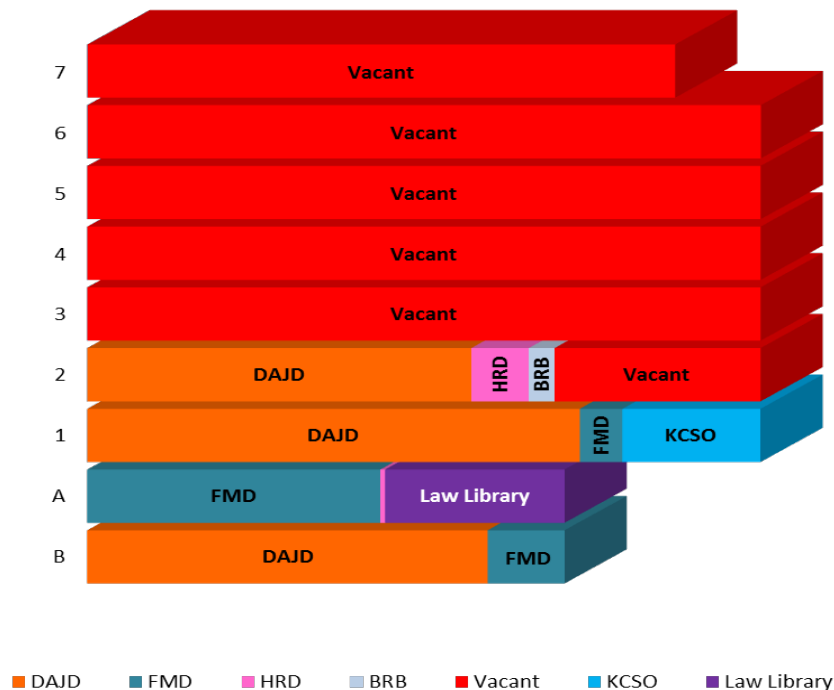 7 Vacant
6 Vacant
5 Vacant
4 Vacant
3 Vacant
2 DAJD HRD BRB Vacant
1 DAJD FMD KCSO
A FMD Law Library
B DAJD FMD
DAJD FMD HRD BRB Vacant KCSO Law Library